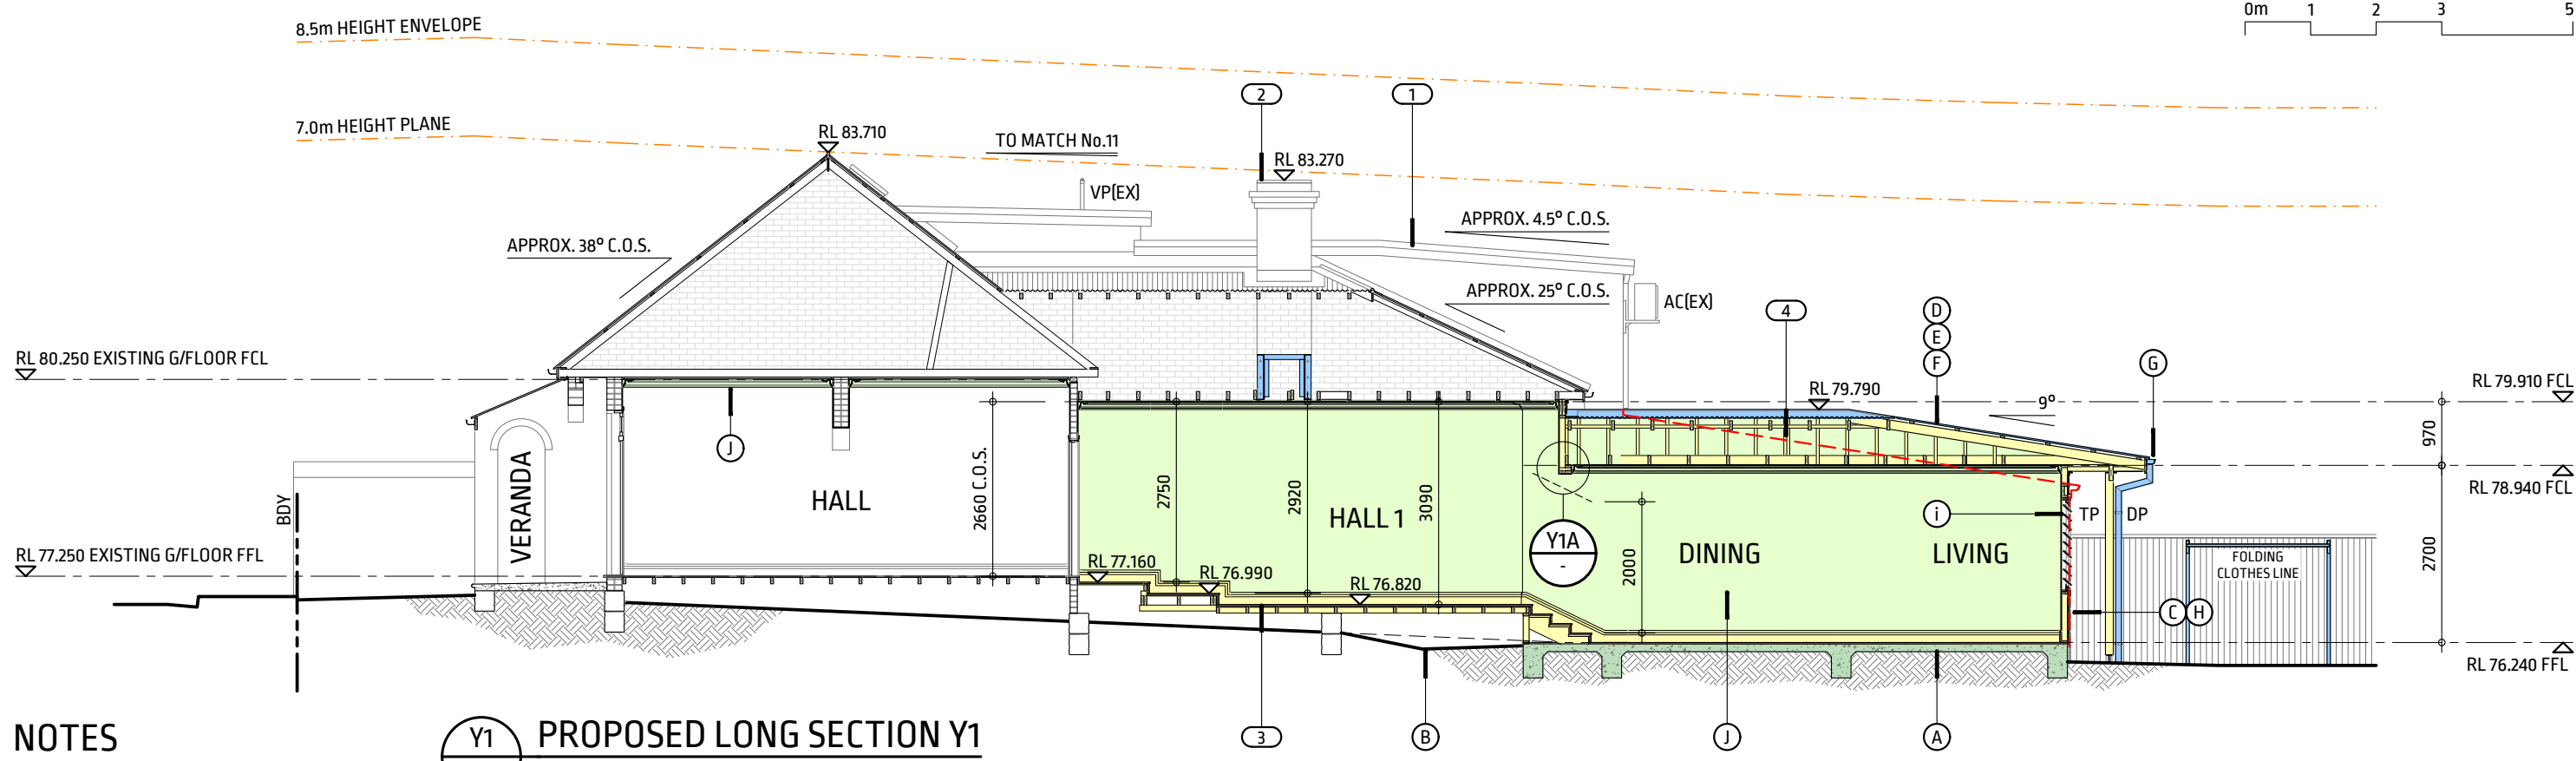 0m 1 2 3 5
8.5m HEIGHT ENVELOPE
2
1
7.0m HEIGHT PLANE
RL 83.710
TO MATCH No.11
RL 83.270
VP(EX)
APPROX. 4.5° C.O.S.
APPROX. 38° C.O.S.
APPROX. 25° C.O.S.
AC(EX)
4
D
E
F
G
RL 80.250 EXISTING G/FLOOR FCL
RL 79.790
9°
RL 79.910 FCL
970
J
VERANDA
HALL
2660 C.O.S.
2750
2920
HALL 1
3090
Y1A
-
2000
DINING
LIVING
i
TP
DP
RL 78.940 FCL
2700
BDY
RL 77.250 EXISTING G/FLOOR FFL
RL 77.160
RL 76.990
RL 76.820
FOLDING
CLOTHES LINE
C
H
RL 76.240 FFL
NOTES
Y1
PROPOSED LONG SECTION Y1
3
B
J
A